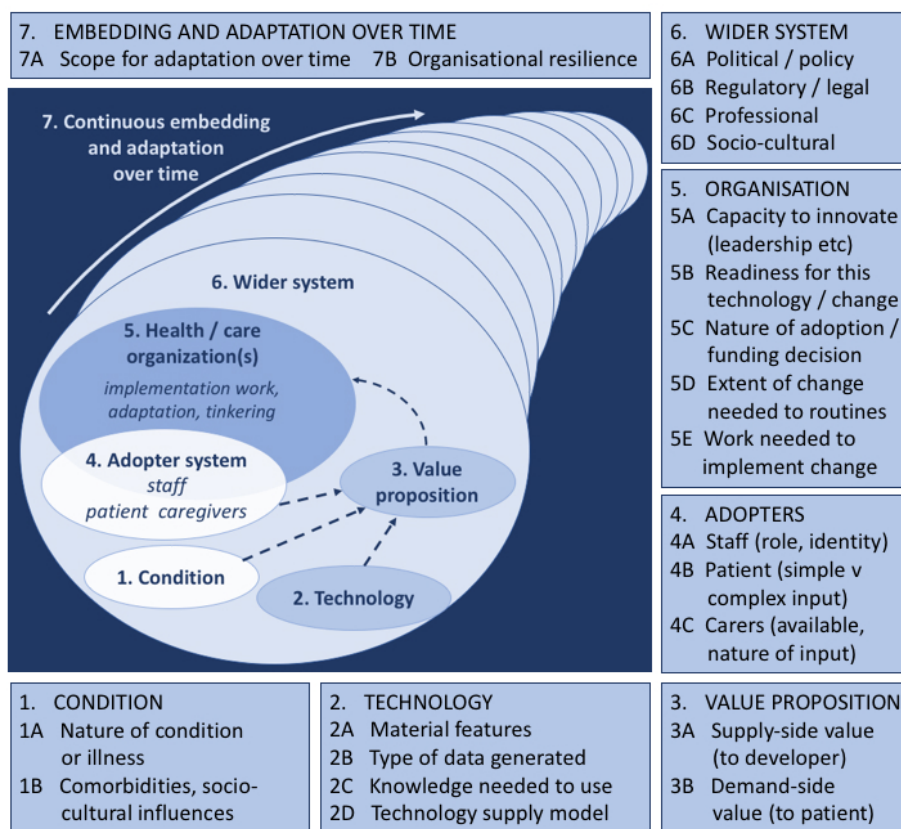 7. EMBEDDING AND ADAPTATION OVER TIME
7A Scope for adaptation over time 7B Organisational resilience
7. Continuous embedding
and adaptation
over time
6. Wider system
5. Health / care
organization(s)
implementation work,
adaptation, tinkering
4. Adopter system
staff
patient caregivers
3. Value
proposition
1. Condition
2. Technology
6. WIDER SYSTEM
6A Political / policy
6B Regulatory / legal
6C Professional
6D Socio-cultural
5. ORGANISATION
5A Capacity to innovate
(leadership etc)
5B Readiness for this
technology / change
5C Nature of adoption /
funding decision
5D Extent of change
needed to routines
5E Work needed to
implement change
4. ADOPTERS
4A Staff (role, identity)
4B Patient (simple v
complex input)
4C Carers (available,
nature of input)
1. CONDITION
1A Nature of condition
or illness
1B Comorbidities, socio-
cultural influences
2. TECHNOLOGY
2A Material features
2B Type of data generated
2C Knowledge needed to use
2D Technology supply model
3. VALUE PROPOSITION
3A Supply-side value
(to developer)
3B Demand-side
value (to patient)